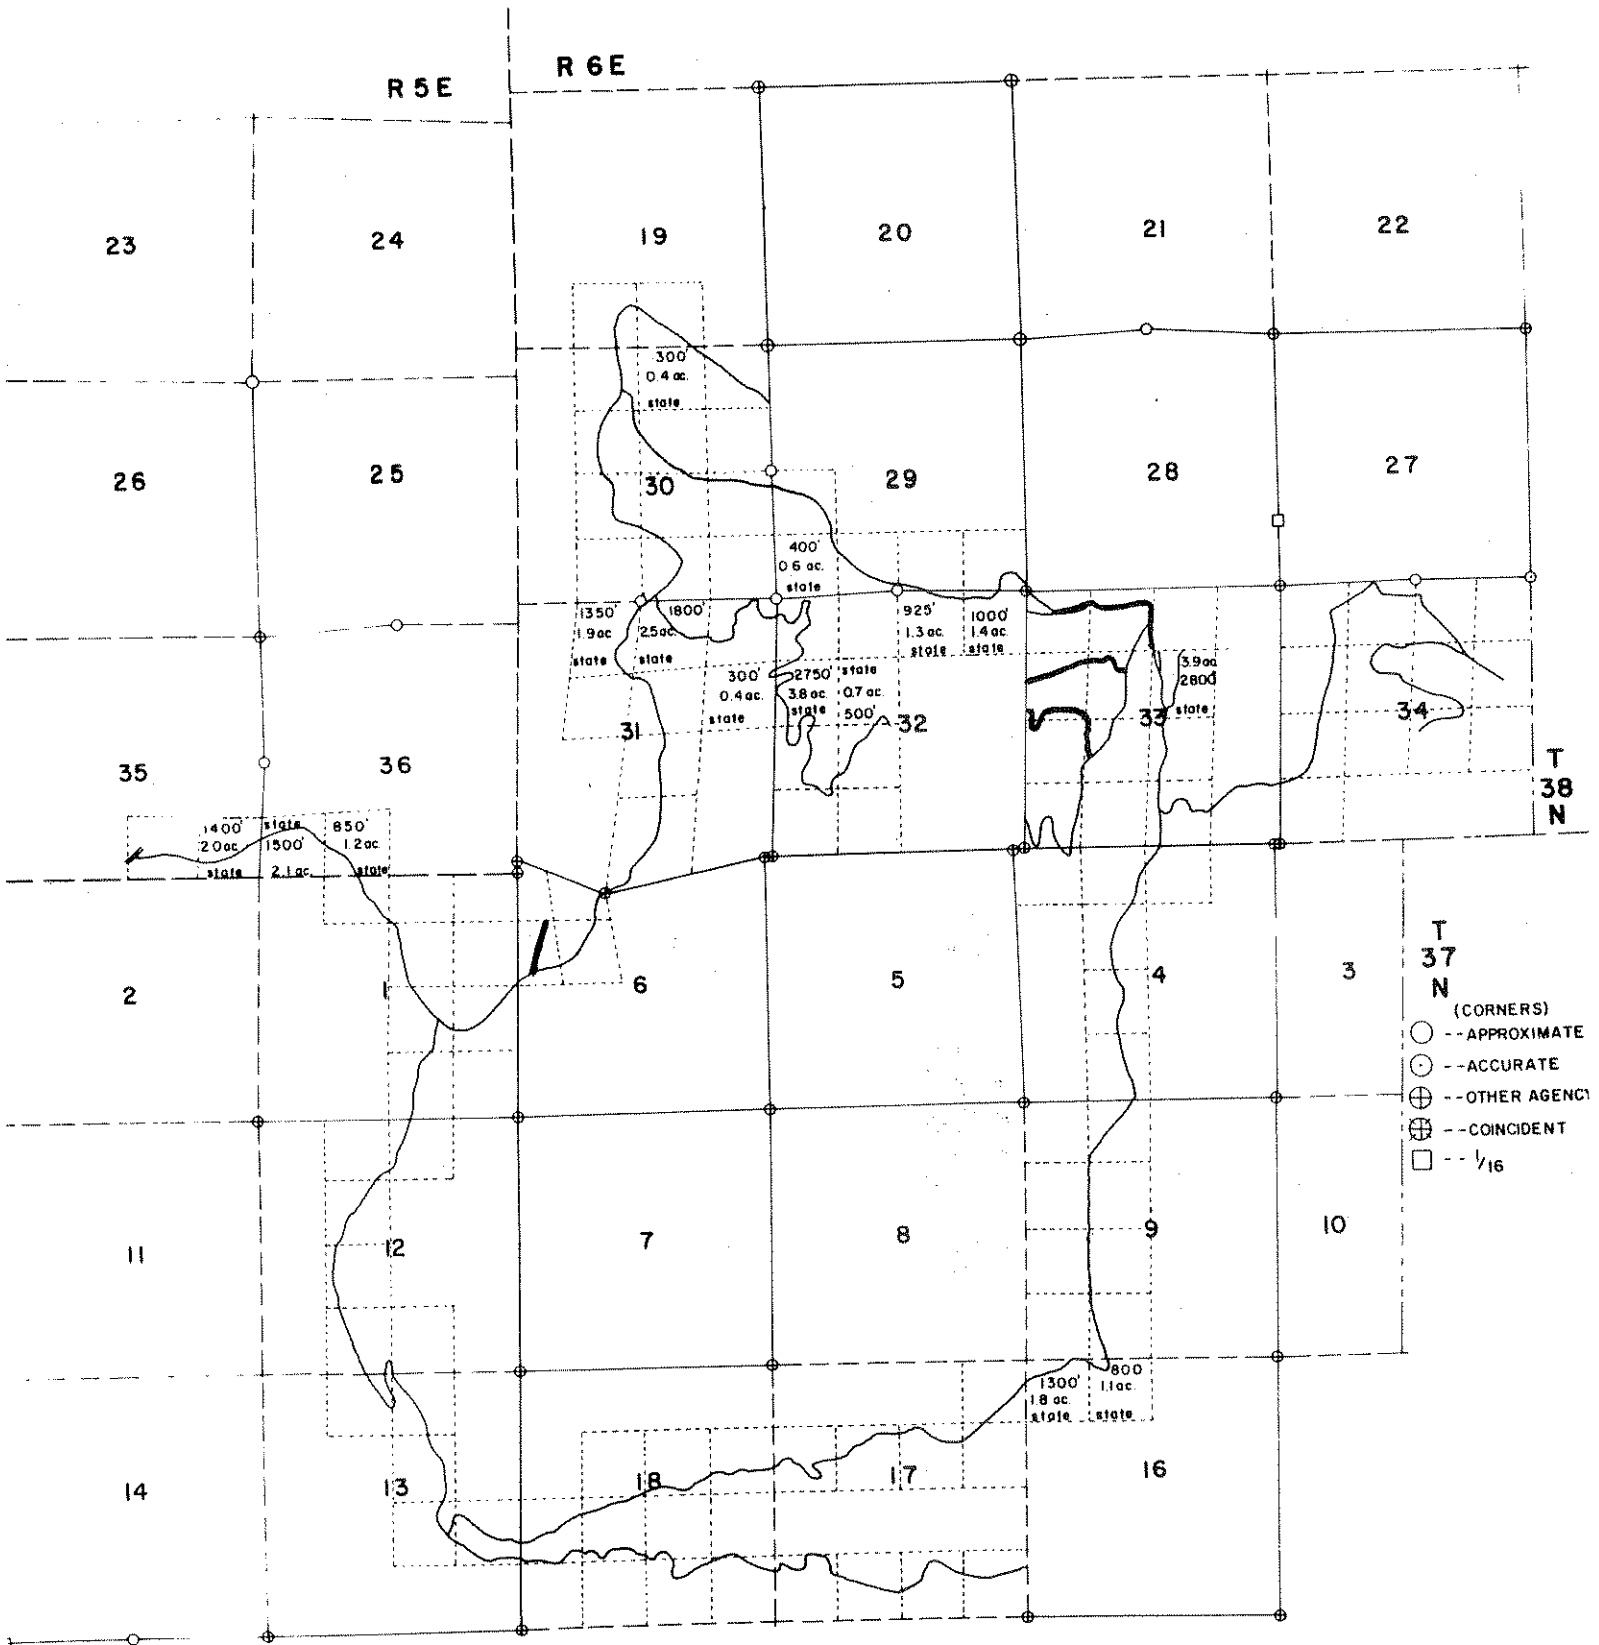 R 5 E
R 6 E
23
24
19
20
21
22
300'
0.4 ac.
state
26
25
30
29
28
27
400'
0.6 ac.
state
1350'
1.9 ac
state
1800'
2.5 ac.
state
925'
1.3 ac.
state
1000'
1.4 ac.
state
300'
0.4 ac.
state
2750'
3.8 ac.
state
state
0.7 ac.
500'
3.9 ac
2800'
state
35
36
31
32
33
34
T
38
N
1400'
2.0 ac
state
state
1500'
2.1 ac.
850'
1.2 ac.
state
2
1
6
5
4
3
T
37
N
(CORNERS)
--APPROXIMATE
--ACCURATE
--OTHER AGENCY
--COINCIDENT
-- 1/16
11
12
7
8
9
10
1300'
1.8 ac.
state
800
1.1 ac.
state
14
13
18
17
16